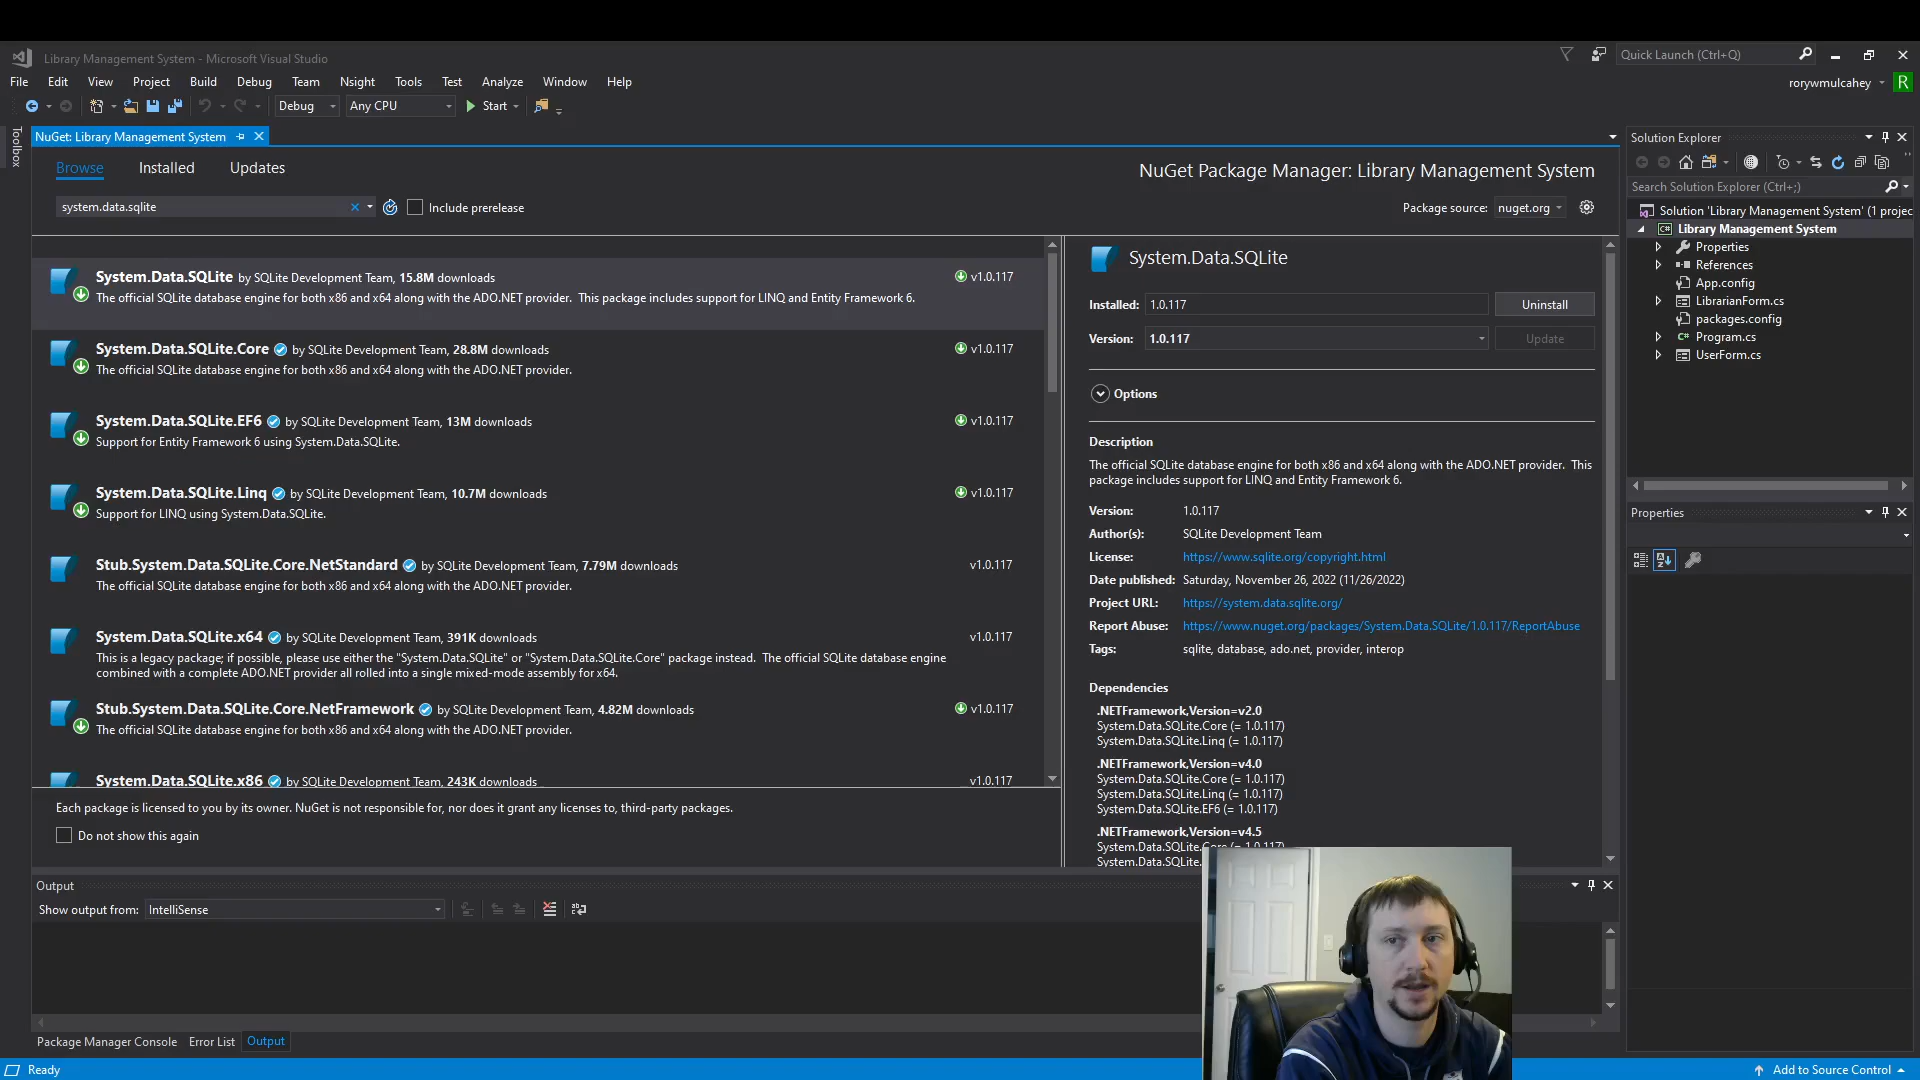 Library Management System - Microsoft Visual Studio
Quick Launch (Ctrl+Q)
File Edit View Project Build Debug Team Nsight Tools Test Analyze Window Help
rorywmulcahey R
Debug Any CPU Start
Toolbox
NuGet: Library Management System
Browse Installed Updates
NuGet Package Manager: Library Management System
system.data.sqlite
Include prerelease
Package source: nuget.org
System.Data.SQLite by SQLite Development Team, 15.8M downloads v1.0.117
The official SQLite database engine for both x86 and x64 along with the ADO.NET provider. This package includes support for LINQ and Entity Framework 6.
System.Data.SQLite.Core by SQLite Development Team, 28.8M downloads v1.0.117
The official SQLite database engine for both x86 and x64 along with the ADO.NET provider.
System.Data.SQLite.EF6 by SQLite Development Team, 13M downloads v1.0.117
Support for Entity Framework 6 using System.Data.SQLite.
System.Data.SQLite.Linq by SQLite Development Team, 10.7M downloads v1.0.117
Support for LINQ using System.Data.SQLite.
Stub.System.Data.SQLite.Core.NetStandard by SQLite Development Team, 7.79M downloads v1.0.117
The official SQLite database engine for both x86 and x64 along with the ADO.NET provider.
System.Data.SQLite.x64 by SQLite Development Team, 391K downloads v1.0.117
This is a legacy package; if possible, please use either the "System.Data.SQLite" or "System.Data.SQLite.Core" package instead. The official SQLite database engine
combined with a complete ADO.NET provider all rolled into a single mixed-mode assembly for x64.
Stub.System.Data.SQLite.Core.NetFramework by SQLite Development Team, 4.82M downloads v1.0.117
The official SQLite database engine for both x86 and x64 along with the ADO.NET provider.
System.Data.SQLite.x86 by SQLite Development Team, 243K downloads v1.0.117
Each package is licensed to you by its owner. NuGet is not responsible for, nor does it grant any licenses to, third-party packages.
Do not show this again
System.Data.SQLite
Installed: 1.0.117 Uninstall
Version: 1.0.117 Update
Options
Description
The official SQLite database engine for both x86 and x64 along with the ADO.NET provider. This
package includes support for LINQ and Entity Framework 6.
Version: 1.0.117
Author(s): SQLite Development Team
License: https://www.sqlite.org/copyright.html
Date published: Saturday, November 26, 2022 (11/26/2022)
Project URL: https://system.data.sqlite.org/
Report Abuse: https://www.nuget.org/packages/System.Data.SQLite/1.0.117/ReportAbuse
Tags: sqlite, database, ado.net, provider, interop
Dependencies
.NETFramework,Version=v2.0
System.Data.SQLite.Core (= 1.0.117)
System.Data.SQLite.Linq (= 1.0.117)
.NETFramework,Version=v4.0
System.Data.SQLite.Core (= 1.0.117)
System.Data.SQLite.Linq (= 1.0.117)
System.Data.SQLite.EF6 (= 1.0.117)
.NETFramework,Version=v4.5
System.Data.SQLite.Core (= 1.0.117)
System.Data.SQLite.
Solution Explorer
Search Solution Explorer (Ctrl+;)
Solution 'Library Management System' (1 projec
C# Library Management System
Properties
References
App.config
LibrarianForm.cs
packages.config
C# Program.cs
UserForm.cs
Properties
Output
Show output from: IntelliSense
Package Manager Console Error List Output
Ready
Add to Source Control